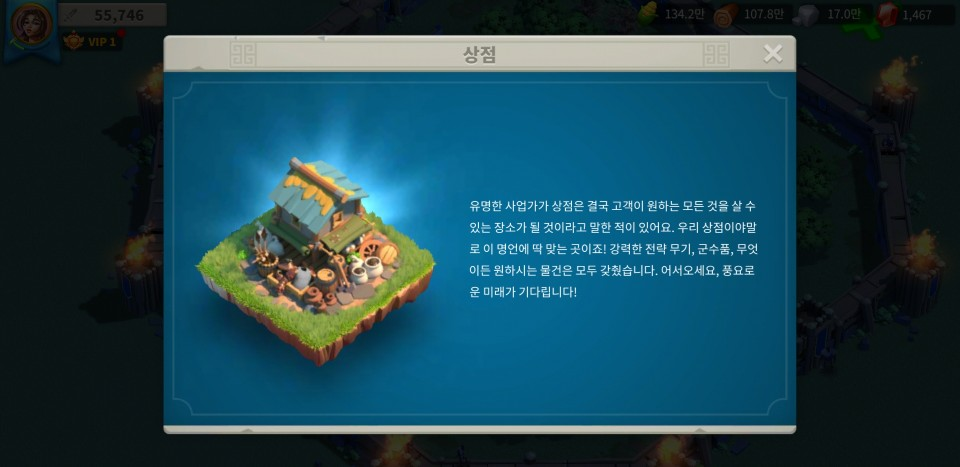 55,746
134.2만 107.8만 17.0만 1,467
VIP 1
상점
유명한 사업가가 상점은 결국 고객이 원하는 모든 것을 살 수
있는 장소가 될 것이라고 말한 적이 있어요. 우리 상점이야말
로 이 명언에 딱 맞는 곳이죠! 강력한 전략 무기, 군수품, 무엇
이든 원하시는 물건은 모두 갖췄습니다. 어서오세요, 풍요로
운 미래가 기다립니다!